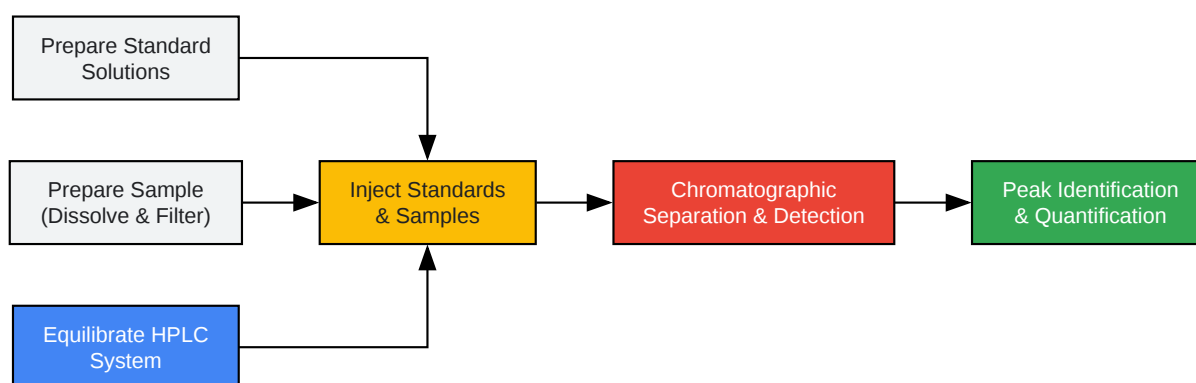 Prepare Standard
Solutions
Prepare Sample
(Dissolve & Filter)
Equilibrate HPLC
System
Inject Standards
& Samples
Chromatographic
Separation & Detection
Peak Identification
& Quantification